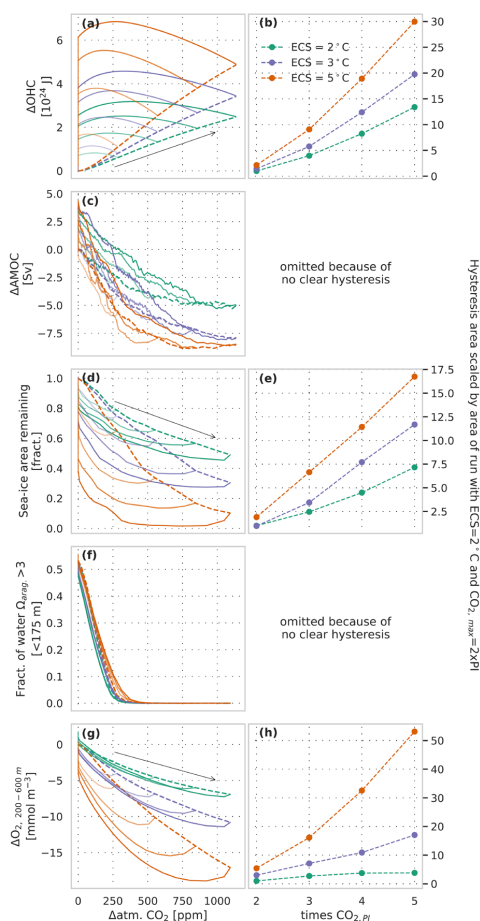 (a)
6
4
2
0
ΔOHC
[10²⁴ J]
(b)
ECS = 2°C
ECS = 3°C
ECS = 5°C
30
25
20
15
10
5
0
(c)
5.0
2.5
0.0
−2.5
−5.0
−7.5
ΔAMOC
[Sv]
omitted because of
no clear hysteresis
(d)
1.0
0.8
0.6
0.4
0.2
0.0
Sea-ice area remaining
[fract.]
(e)
17.5
15.0
12.5
10.0
7.5
5.0
2.5
(f)
0.5
0.4
0.3
0.2
0.1
0.0
Fract. of water Ω_arag. >3
[<175 m]
omitted because of
no clear hysteresis
(g)
0
−5
−10
−15
ΔO₂, 200−600 m
[mmol m⁻³]
0 250 500 750 1000
Δatm. CO₂ [ppm]
(h)
50
40
30
20
10
0
2 3 4 5
times CO₂,PI
Hysteresis area scaled by area of run with ECS=2°C and CO₂, max=2xPI